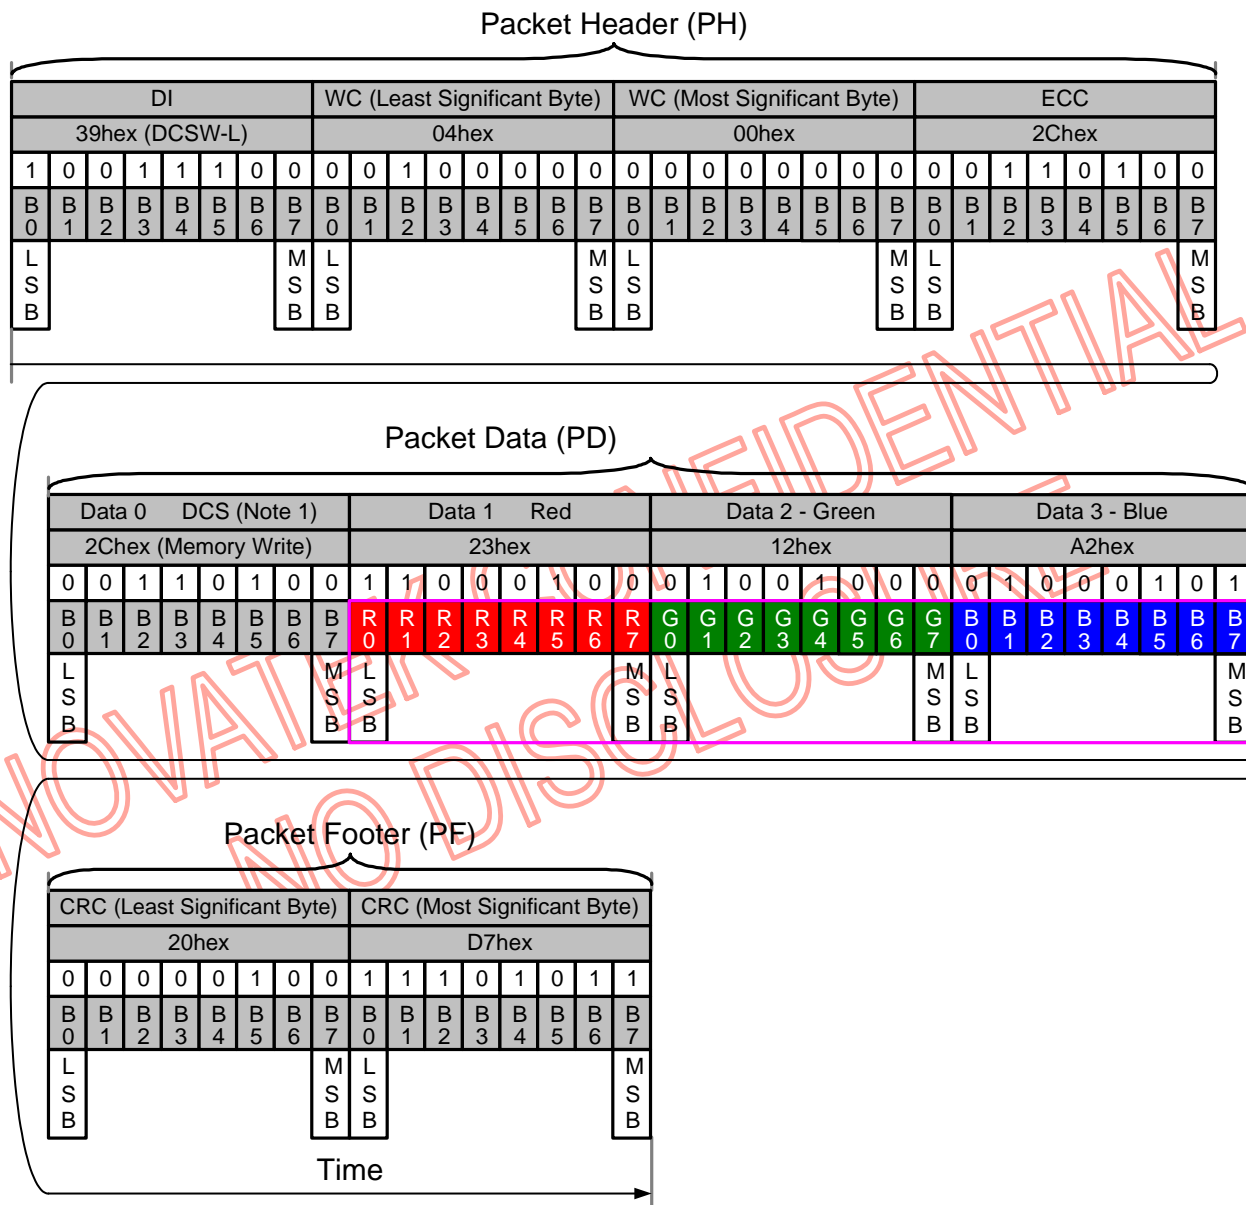 Packet Header (PH)
DI WC (Least Significant Byte) WC (Most Significant Byte) ECC
39hex (DCSW-L) 04hex 00hex 2Chex
1 0 0 1 1 1 0 0 0 0 1 0 0 0 0 0 0 0 0 0 0 0 0 0 0 0 1 1 0 1 0 0
B0 B1 B2 B3 B4 B5 B6 B7 B0 B1 B2 B3 B4 B5 B6 B7 B0 B1 B2 B3 B4 B5 B6 B7 B0 B1 B2 B3 B4 B5 B6 B7
LSB MSB LSB MSB LSB MSB LSB MSB
Packet Data (PD)
Data 0 DCS (Note 1) Data 1 Red Data 2 - Green Data 3 - Blue
2Chex (Memory Write) 23hex 12hex A2hex
0 0 1 1 0 1 0 0 1 1 0 0 0 1 0 0 0 1 0 0 1 0 0 0 0 1 0 0 0 1 0 1
B0 B1 B2 B3 B4 B5 B6 B7 R0 R1 R2 R3 R4 R5 R6 R7 G0 G1 G2 G3 G4 G5 G6 G7 B0 B1 B2 B3 B4 B5 B6 B7
LSB MSB LSB MSB LSB MSB LSB MSB
Packet Footer (PF)
CRC (Least Significant Byte) CRC (Most Significant Byte)
20hex D7hex
0 0 0 0 0 1 0 0 1 1 1 0 1 0 1 1
B0 B1 B2 B3 B4 B5 B6 B7 B0 B1 B2 B3 B4 B5 B6 B7
LSB MSB LSB MSB
Time
NOVATEK CONFIDENTIAL
NO DISCLOSURE